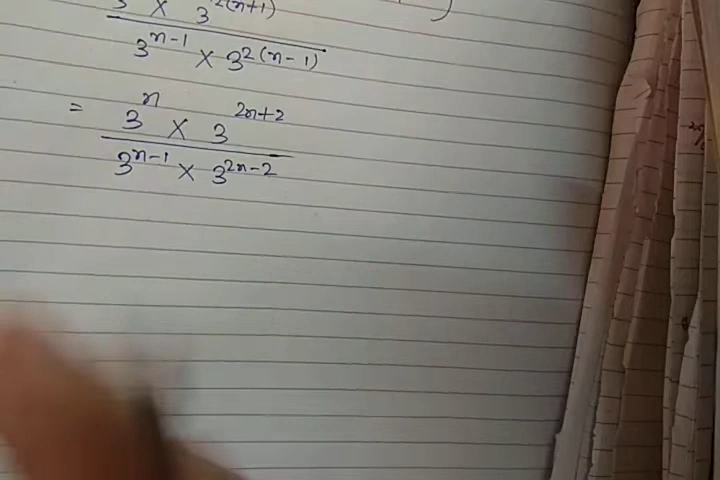 3 × 3^2(n+1)
3^n-1 × 3^2(n-1)
= 3^n × 3^2n+2
3^n-1 × 3^2n-2